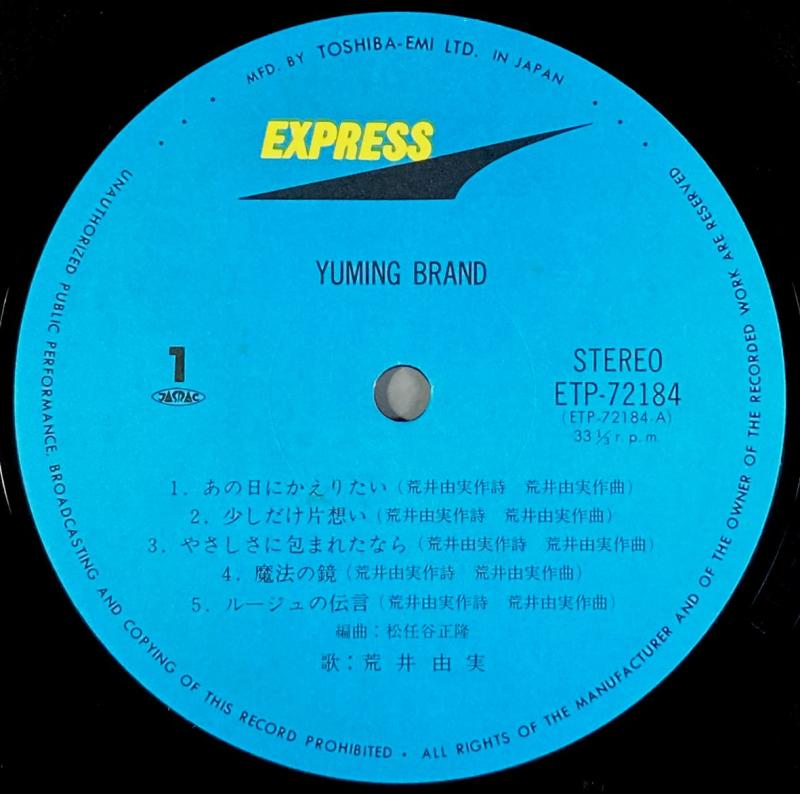 MFD. BY TOSHIBA-EMI LTD. IN JAPAN
EXPRESS
YUMING BRAND
1
JASRAC
STEREO
ETP-72184
(ETP-72184-A)
33⅓ r.p.m.
1. あの日にかえりたい(荒井由実作詩 荒井由実作曲)
2. 少しだけ片想い(荒井由実作詩 荒井由実作曲)
3. やさしさに包まれたなら(荒井由実作詩 荒井由実作曲)
4. 魔法の鏡(荒井由実作詩 荒井由実作曲)
5. ルージュの伝言(荒井由実作詩 荒井由実作曲)
編曲:松任谷正隆
歌:荒井由実
UNAUTHORIZED PUBLIC PERFORMANCE, BROADCASTING AND COPYING OF THIS RECORD PROHIBITED • ALL RIGHTS OF THE MANUFACTURER AND OF THE OWNER OF THE RECORDED WORK ARE RESERVED